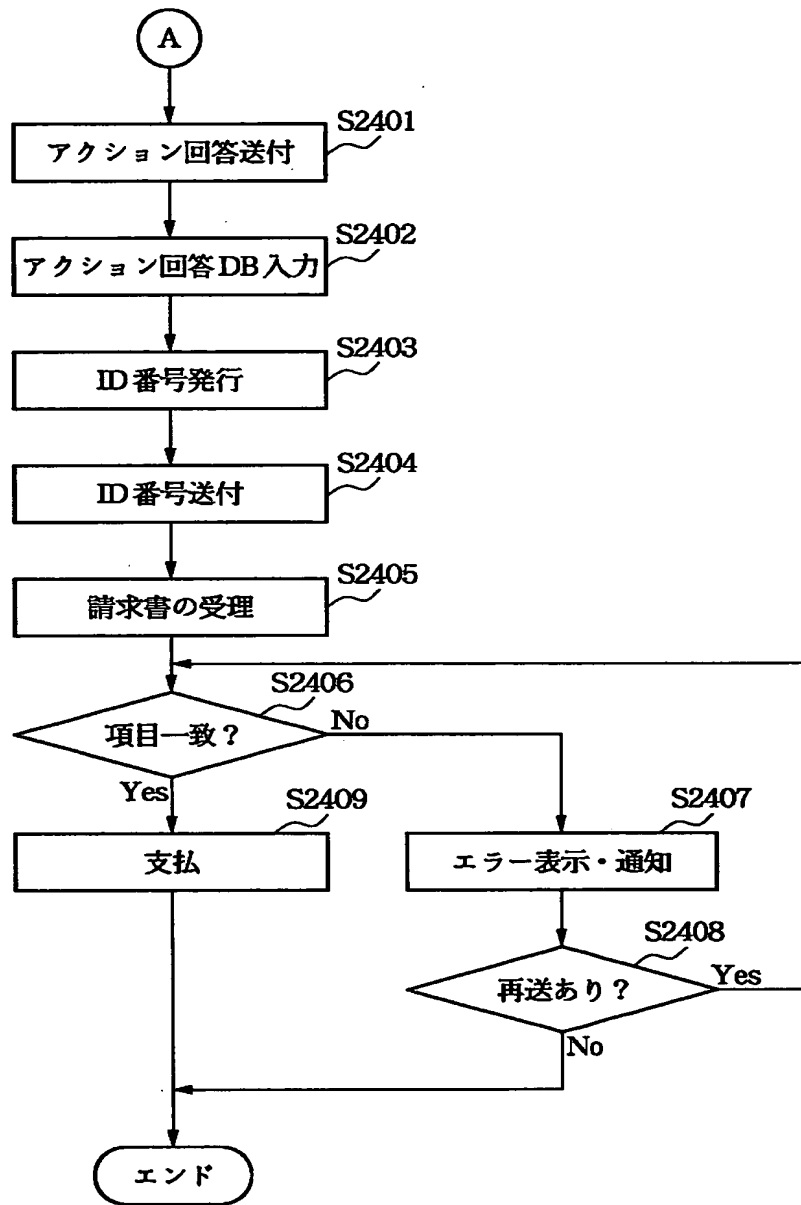 A
S2401
アクション回答送付
S2402
アクション回答DB入力
S2403
ID番号発行
S2404
ID番号送付
S2405
請求書の受理
S2406
項目一致？
No
Yes
S2409
支払
S2407
エラー表示・通知
S2408
再送あり？
Yes
No
エンド